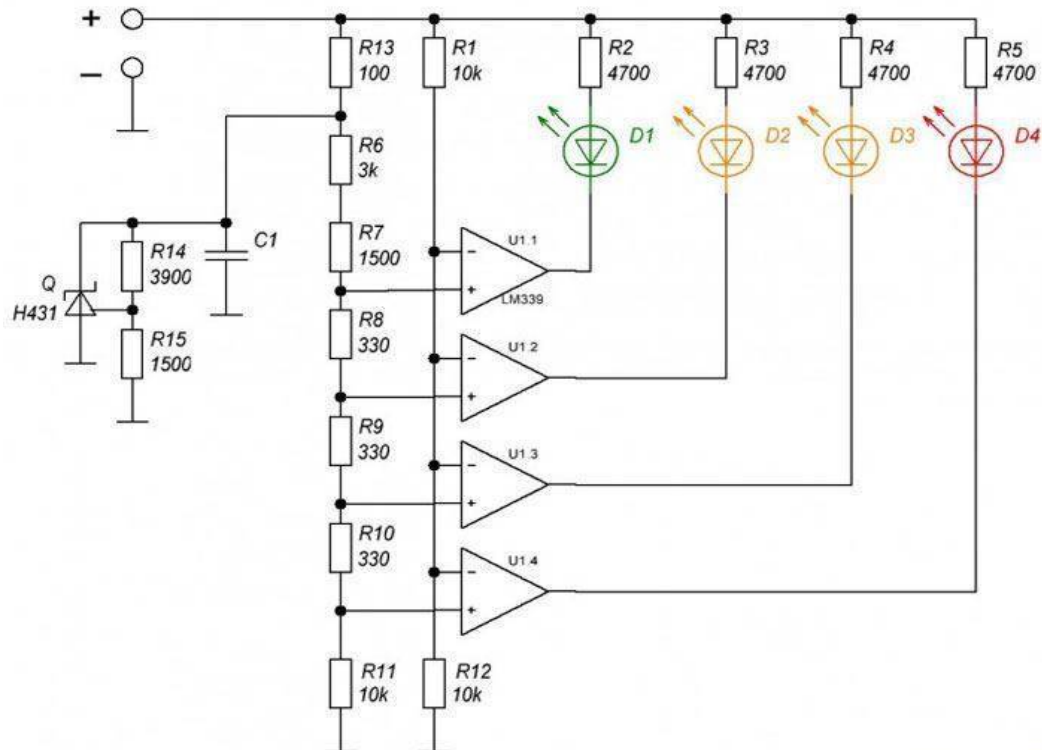 +
−
R13
100
R1
10k
R2
4700
R3
4700
R4
4700
R5
4700
D1
D2
D3
D4
R6
3k
R7
1500
C1
R14
3900
Q
H431
R15
1500
U1.1
−
+
LM339
R8
330
U1.2
−
+
R9
330
U1.3
−
+
R10
330
U1.4
−
+
R11
10k
R12
10k